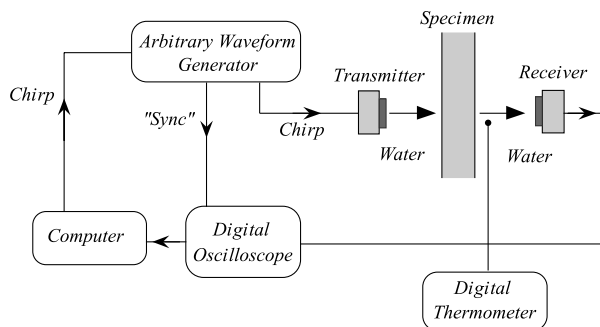 Specimen
Arbitrary Waveform
Generator
Transmitter
Receiver
Chirp
"Sync"
Chirp
Water
Water
Computer
Digital
Oscilloscope
Digital
Thermometer